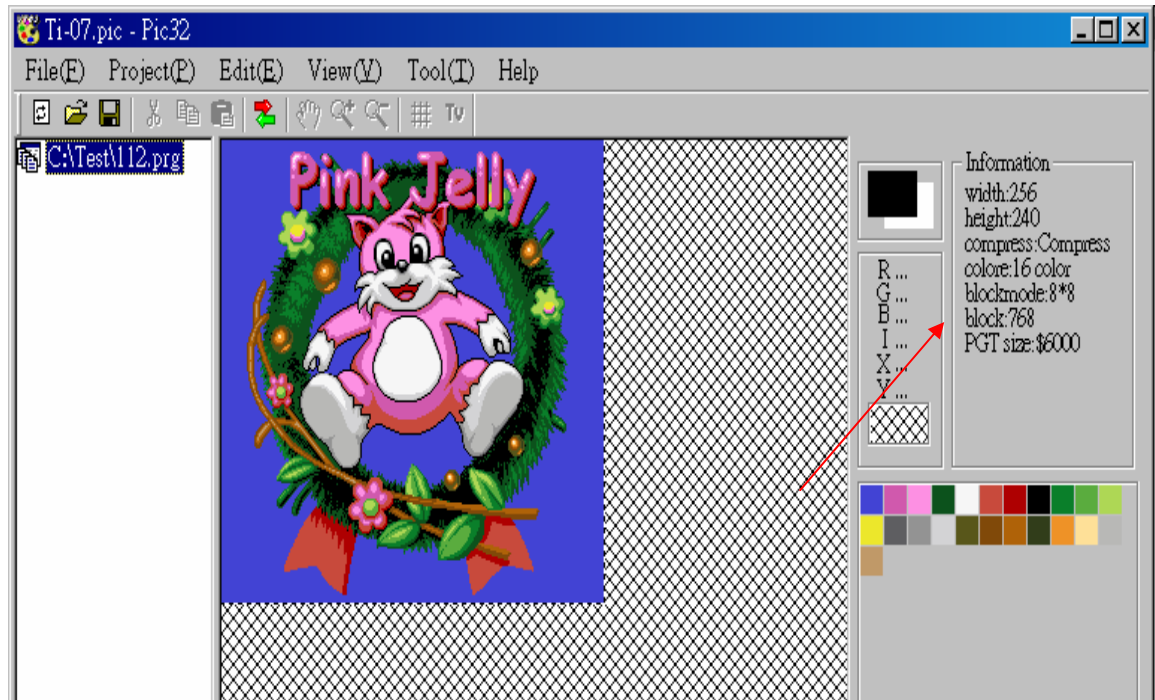 Ti-07.pic - Pic32
File(F) Project(P) Edit(E) View(V) Tool(T) Help
TV
C:\Test\112.prg
Pink Jelly
Information
width:256
height:240
compress:Compress
colore:16 color
blockmode:8*8
block:768
PGT size:$6000
R ...
G ...
B ...
I ...
X ...
Y ...